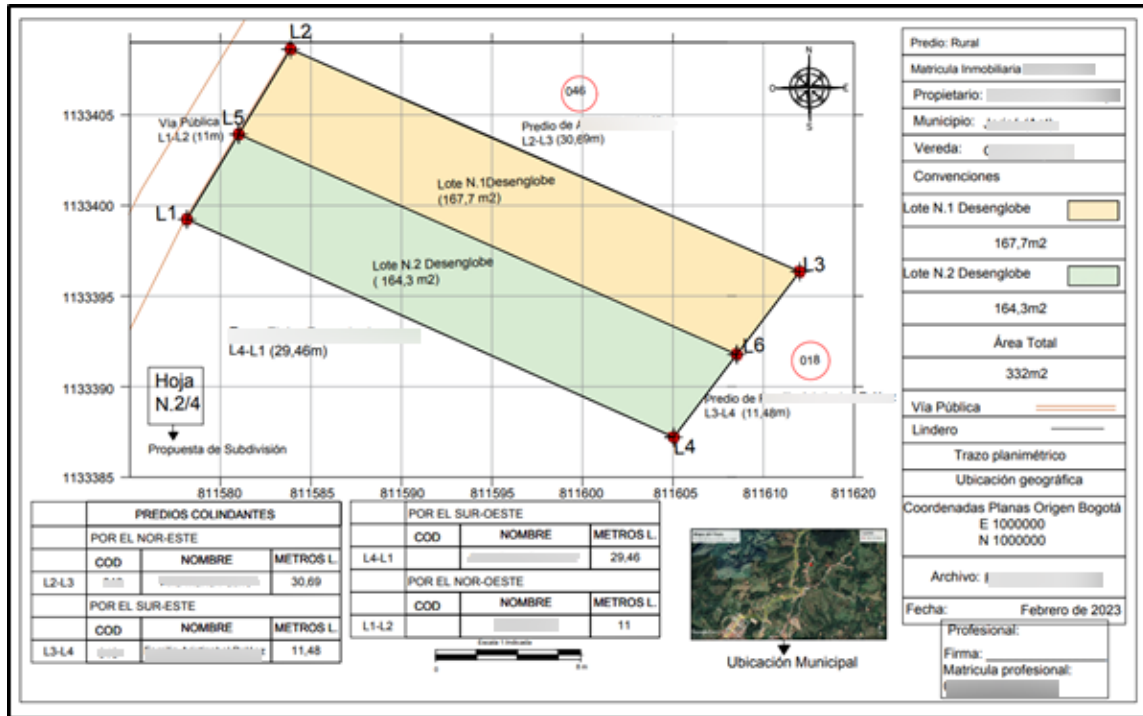 L2
L5
L1
L3
L6
L4
1133405
1133400
1133395
1133390
1133385
811580
811585
811590
811595
811600
811605
811610
811620
Vía Pública
L1-L2 (11m)
046
Predio de
L2-L3 (30,69m)
N
O
E
S
Lote N.1Desenglobe
(167,7 m2)
Lote N.2 Desenglobe
( 164,3 m2)
L4-L1 (29,46m)
018
Predio de
L3-L4 (11,48m)
Hoja
N.2/4
Propuesta de Subdivisión
PREDIOS COLINDANTES
POR EL NOR-ESTE
COD NOMBRE METROS L.
L2-L3 30,69
POR EL SUR-ESTE
COD NOMBRE METROS L.
L3-L4 11,48
POR EL SUR-OESTE
COD NOMBRE METROS L.
L4-L1 29,46
POR EL NOR-OESTE
COD NOMBRE METROS L.
L1-L2 11
Escala 1:Indicada
0 8 m
Ubicación Municipal
Predio: Rural
Matricula Inmobiliaria
Propietario:
Municipio:
Vereda:
Convenciones
Lote N.1 Desenglobe
167,7m2
Lote N.2 Desenglobe
164,3m2
Área Total
332m2
Vía Pública
Lindero
Trazo planimétrico
Ubicación geográfica
Coordenadas Planas Origen Bogotá
E 1000000
N 1000000
Archivo:
Fecha: Febrero de 2023
Profesional:
Firma:
Matricula profesional: